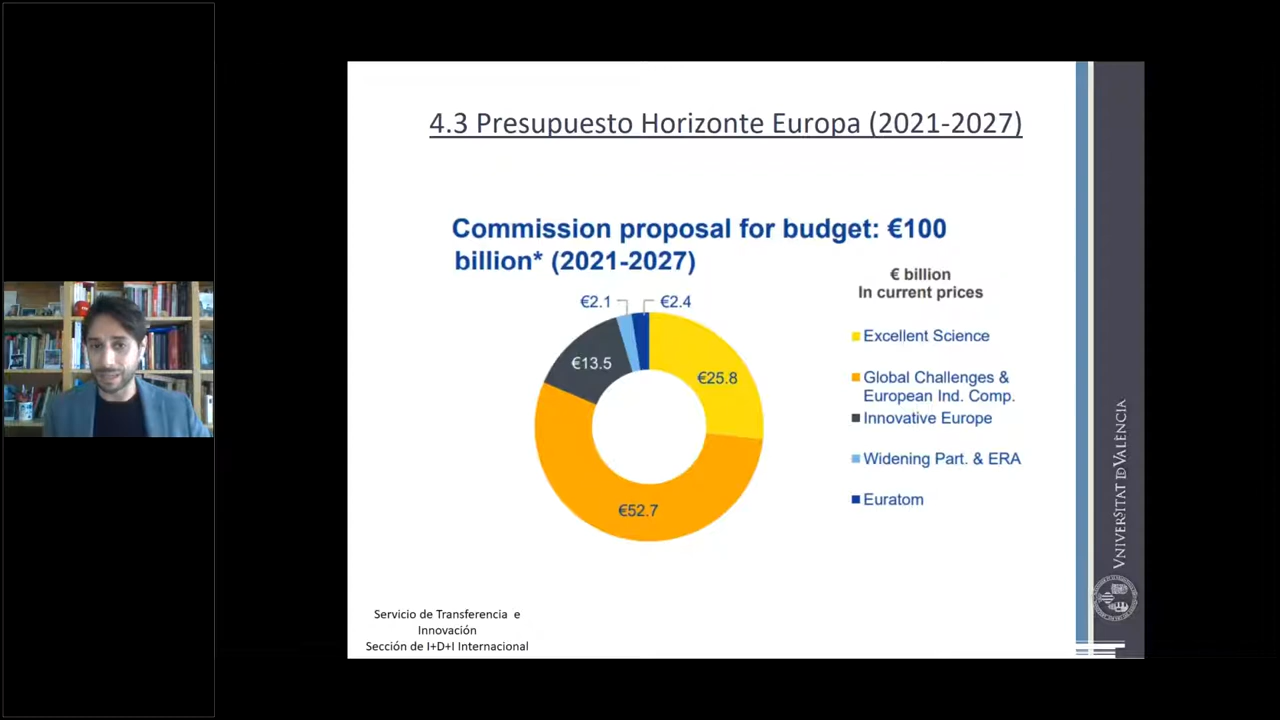 4.3 Presupuesto Horizonte Europa (2021-2027)
Commission proposal for budget: €100
billion* (2021-2027)
€ billion
In current prices
€2.1
€2.4
€13.5
€25.8
€52.7
Excellent Science
Global Challenges &
European Ind. Comp.
Innovative Europe
Widening Part. & ERA
Euratom
VNIVERSITAT ID VALÈNCIA
Servicio de Transferencia e
Innovación
Sección de I+D+I Internacional